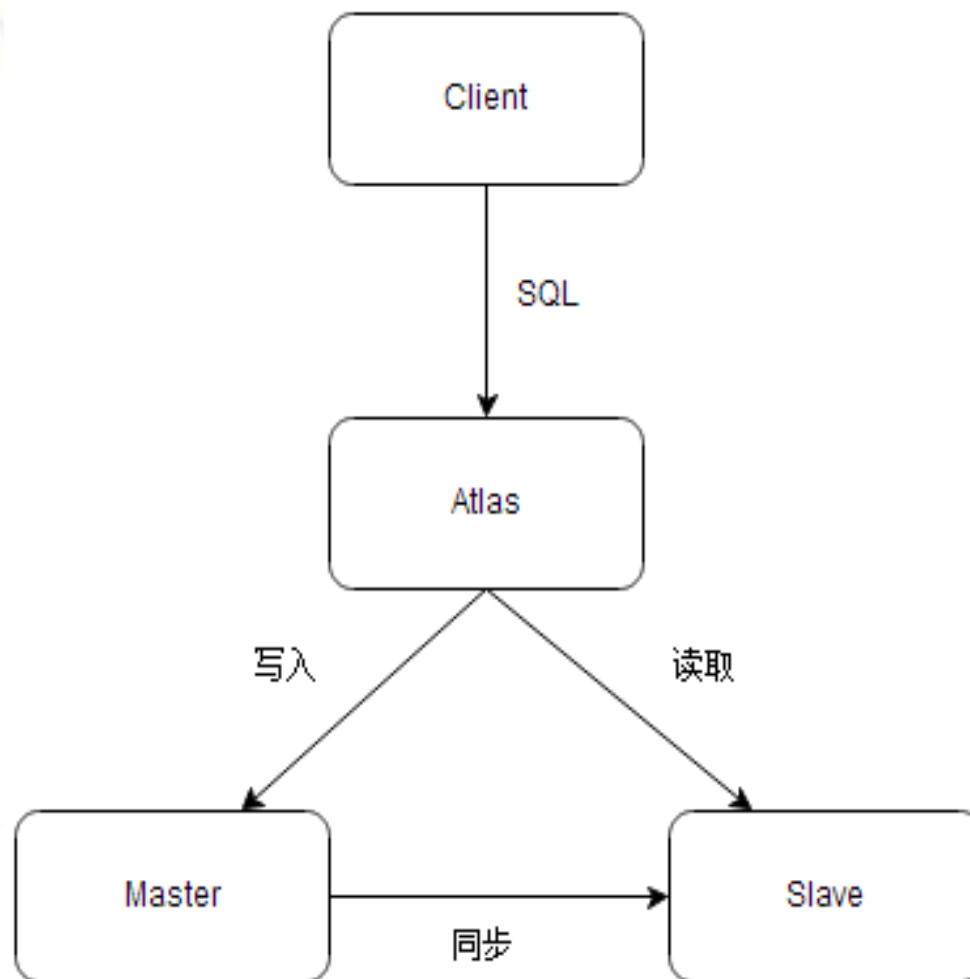 Client
SQL
Atlas
写入
读取
Master
Slave
同步